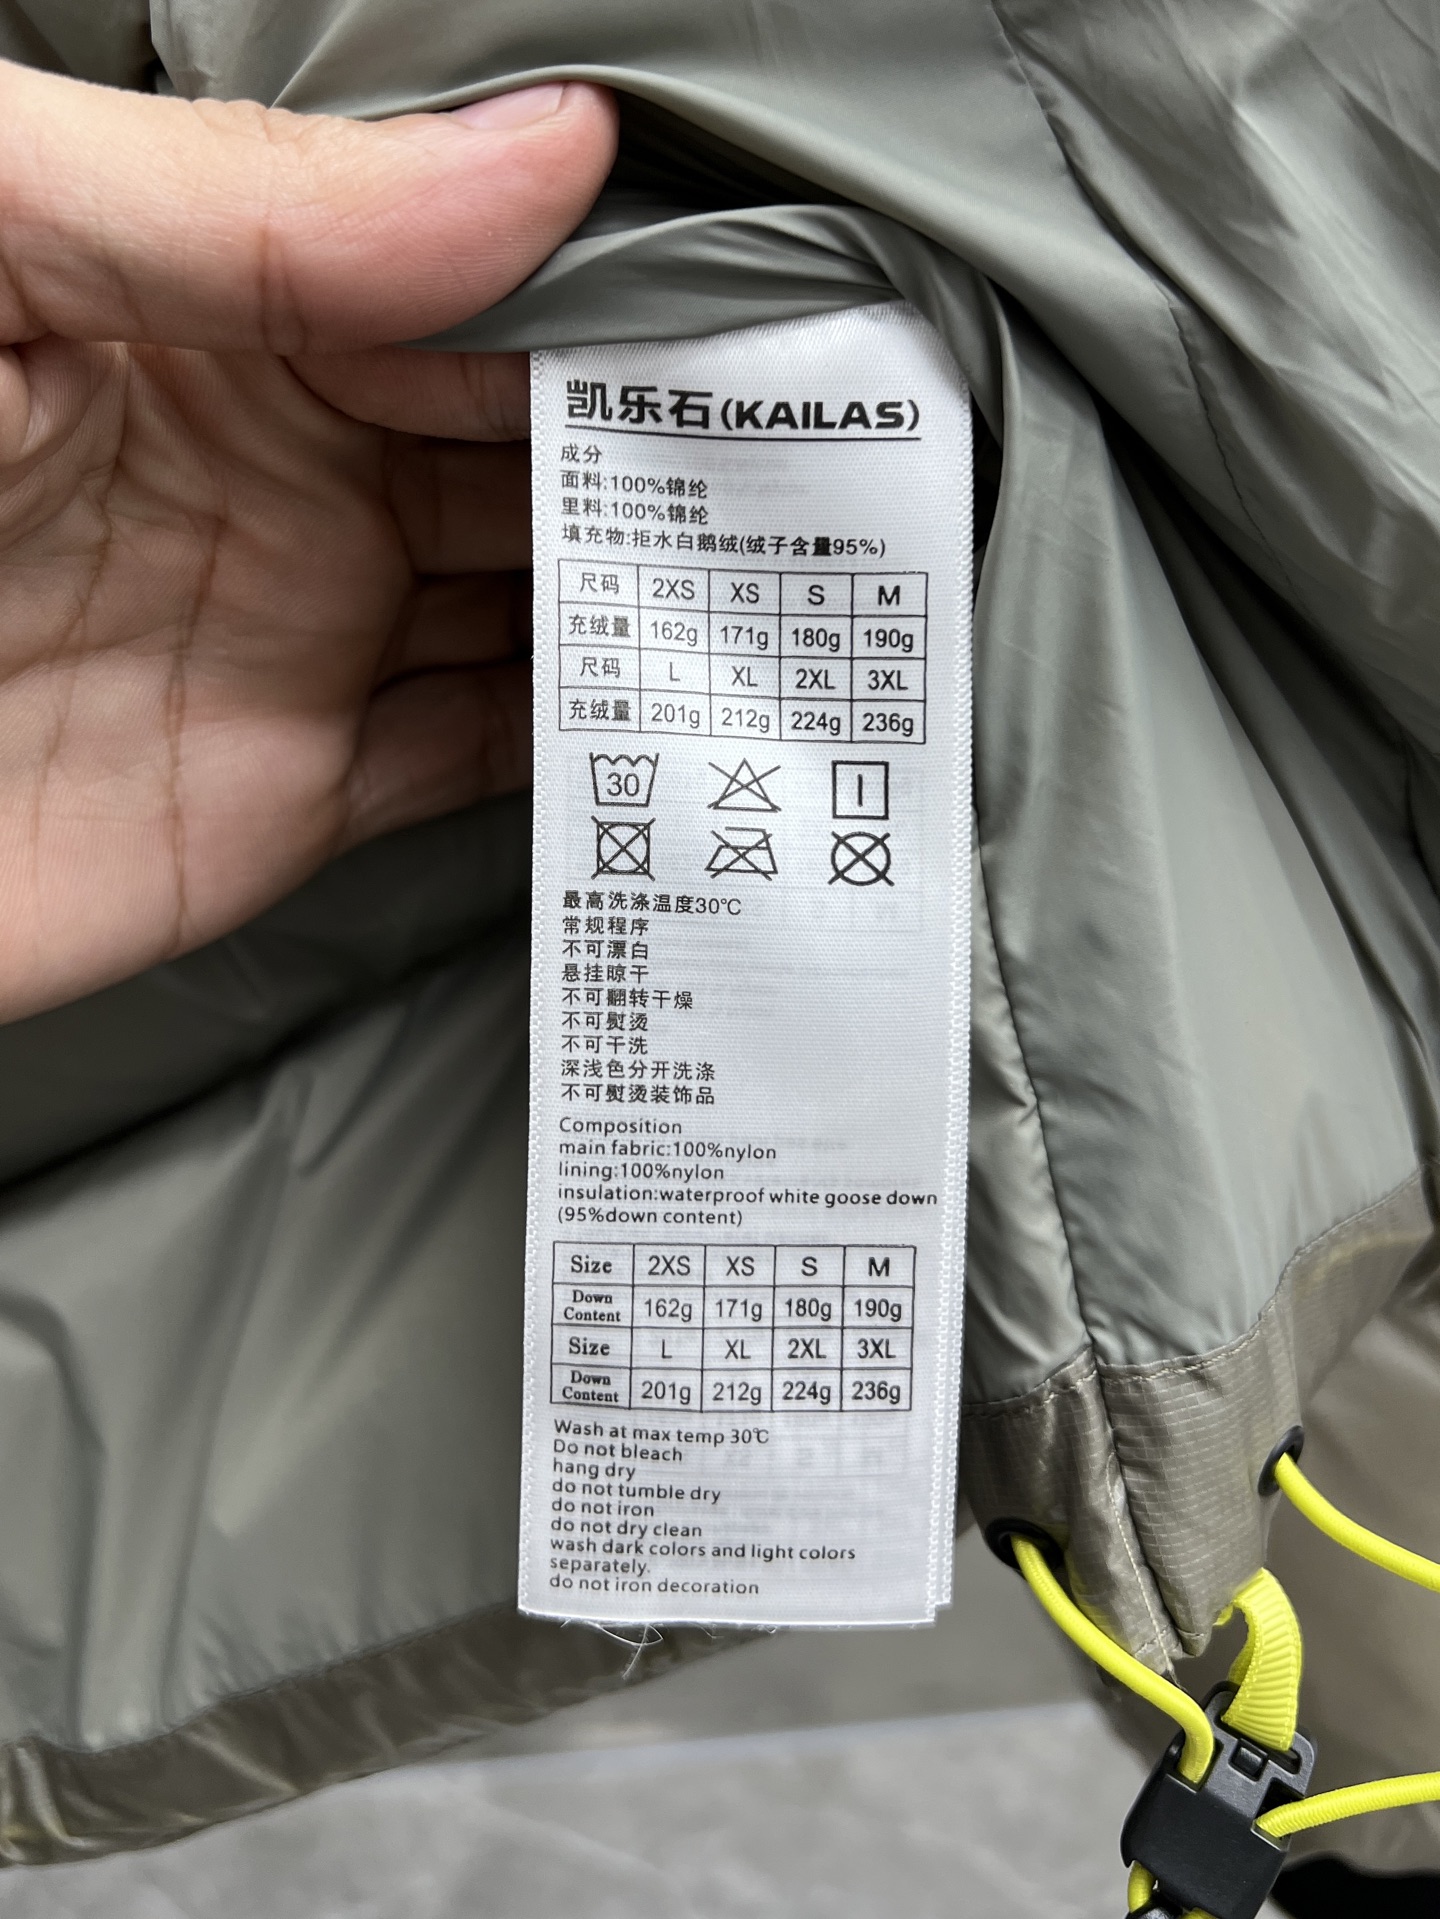 凯乐石(KAILAS)
成分
面料:100%锦纶
里料:100%锦纶
填充物:拒水白鹅绒(绒子含量95%)
尺码 2XS XS S M
充绒量 162g 171g 180g 190g
尺码 L XL 2XL 3XL
充绒量 201g 212g 224g 236g
30
最高洗涤温度30℃
常规程序
不可漂白
悬挂晾干
不可翻转干燥
不可熨烫
不可干洗
深浅色分开洗涤
不可熨烫装饰品
Composition
main fabric:100%nylon
lining:100%nylon
insulation:waterproof white goose down
(95%down content)
Size 2XS XS S M
Down Content 162g 171g 180g 190g
Size L XL 2XL 3XL
Down Content 201g 212g 224g 236g
Wash at max temp 30℃
Do not bleach
hang dry
do not tumble dry
do not iron
do not dry clean
wash dark colors and light colors
separately.
do not iron decoration